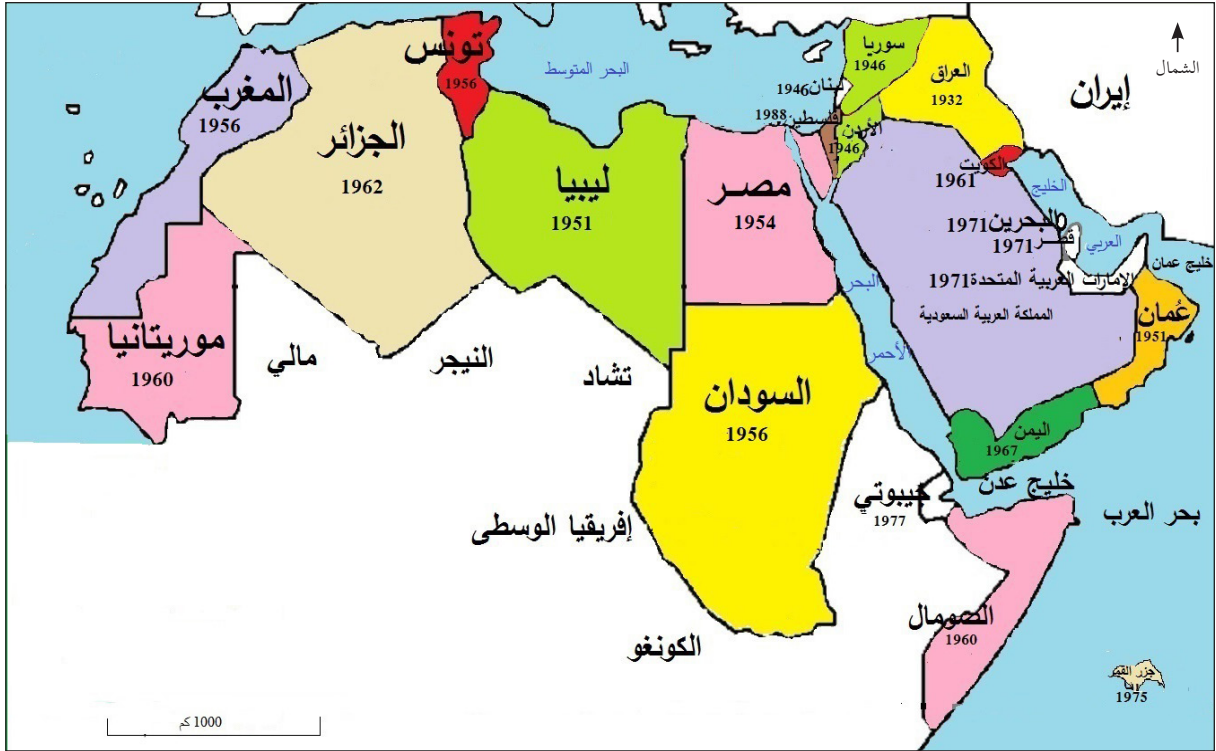 الشمال
تونس
1956
المغرب
1956
الجزائر
1962
ليبيا
1951
مصر
1954
البحر المتوسط
سوريا
1946
لبنان
1946
فلسطين
1988
الأردن
1946
العراق
1932
إيران
الكويت
1961
الخليج
العربي
البحرين
1971
قطر
1971
الإمارات العربية المتحدة
1971
المملكة العربية السعودية
خليج عمان
عُمان
1951
البحر
الأحمر
موريتانيا
1960
مالي
النيجر
تشاد
السودان
1956
اليمن
1967
خليج عدن
بحر العرب
جيبوتي
1977
إفريقيا الوسطى
الصومال
1960
الكونغو
جزر القمر
1975
1000 كم